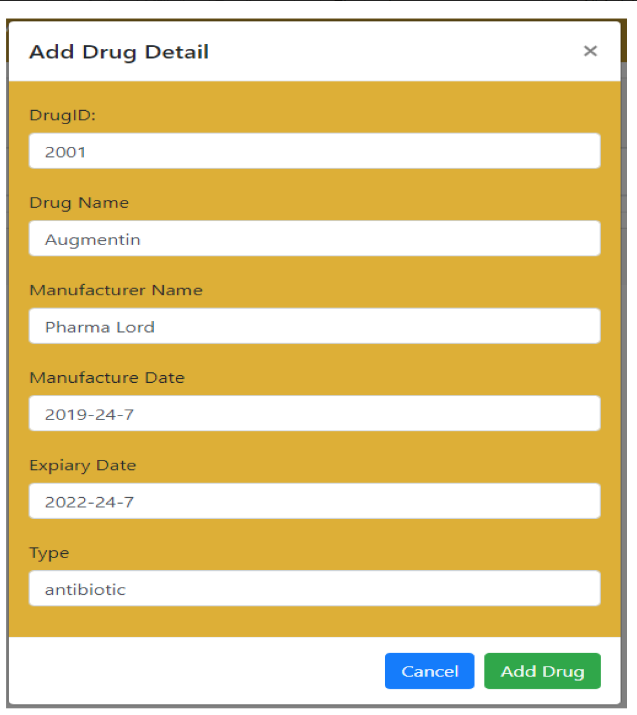 Add Drug Detail ×
DrugID:
2001
Drug Name
Augmentin
Manufacturer Name
Pharma Lord
Manufacture Date
2019-24-7
Expiary Date
2022-24-7
Type
antibiotic
Cancel Add Drug